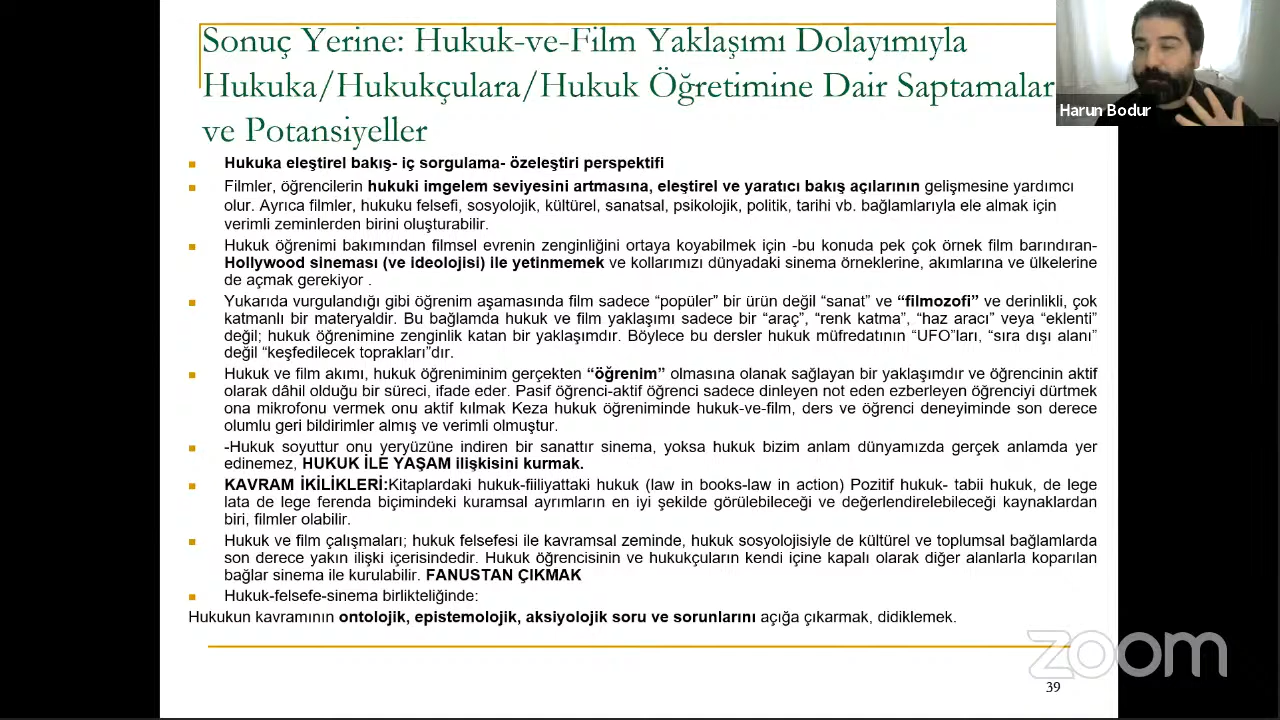 Sonuç Yerine: Hukuk-ve-Film Yaklaşımı Dolayımıyla
Hukuka/Hukukçulara/Hukuk Öğretimine Dair Saptamalar
ve Potansiyeller
Harun Bodur
Hukuka eleştirel bakış- iç sorgulama- özeleştiri perspektifi
Filmler, öğrencilerin hukuki imgelem seviyesini artmasına, eleştirel ve yaratıcı bakış açılarının gelişmesine yardımcı
olur. Ayrıca filmler, hukuku felsefi, sosyolojik, kültürel, sanatsal, psikolojik, politik, tarihi vb. bağlamlarıyla ele almak için
verimli zeminlerden birini oluşturabilir.
Hukuk öğrenimi bakımından filmsel evrenin zenginliğini ortaya koyabilmek için -bu konuda pek çok örnek film barındıran-
Hollywood sineması (ve ideolojisi) ile yetinmemek ve kollarımızı dünyadaki sinema örneklerine, akımlarına ve ülkelerine
de açmak gerekiyor .
Yukarıda vurgulandığı gibi öğrenim aşamasında film sadece “popüler” bir ürün değil “sanat” ve “filmozofi” ve derinlikli, çok
katmanlı bir materyaldir. Bu bağlamda hukuk ve film yaklaşımı sadece bir “araç”, “renk katma”, “haz aracı” veya “eklenti”
değil; hukuk öğrenimine zenginlik katan bir yaklaşımdır. Böylece bu dersler hukuk müfredatının “UFO”ları, “sıra dışı alanı”
değil “keşfedilecek toprakları”dır.
Hukuk ve film akımı, hukuk öğreniminim gerçekten “öğrenim” olmasına olanak sağlayan bir yaklaşımdır ve öğrencinin aktif
olarak dâhil olduğu bir süreci, ifade eder. Pasif öğrenci-aktif öğrenci sadece dinleyen not eden ezberleyen öğrenciyi dürtmek
ona mikrofonu vermek onu aktif kılmak Keza hukuk öğreniminde hukuk-ve-film, ders ve öğrenci deneyiminde son derece
olumlu geri bildirimler almış ve verimli olmuştur.
-Hukuk soyuttur onu yeryüzüne indiren bir sanattır sinema, yoksa hukuk bizim anlam dünyamızda gerçek anlamda yer
edinemez, HUKUK İLE YAŞAM ilişkisini kurmak.
KAVRAM İKİLİKLERİ:Kitaplardaki hukuk-fiiliyattaki hukuk (law in books-law in action) Pozitif hukuk- tabii hukuk, de lege
lata de lege ferenda biçimindeki kuramsal ayrımların en iyi şekilde görülebileceği ve değerlendirelebileceği kaynaklardan
biri, filmler olabilir.
Hukuk ve film çalışmaları; hukuk felsefesi ile kavramsal zeminde, hukuk sosyolojisiyle de kültürel ve toplumsal bağlamlarda
son derece yakın ilişki içerisindedir. Hukuk öğrencisinin ve hukukçuların kendi içine kapalı olarak diğer alanlarla koparılan
bağlar sinema ile kurulabilir. FANUSTAN ÇIKMAK
Hukuk-felsefe-sinema birlikteliğinde:
Hukukun kavramının ontolojik, epistemolojik, aksiyolojik soru ve sorunlarını açığa çıkarmak, didiklemek.
zoom
39